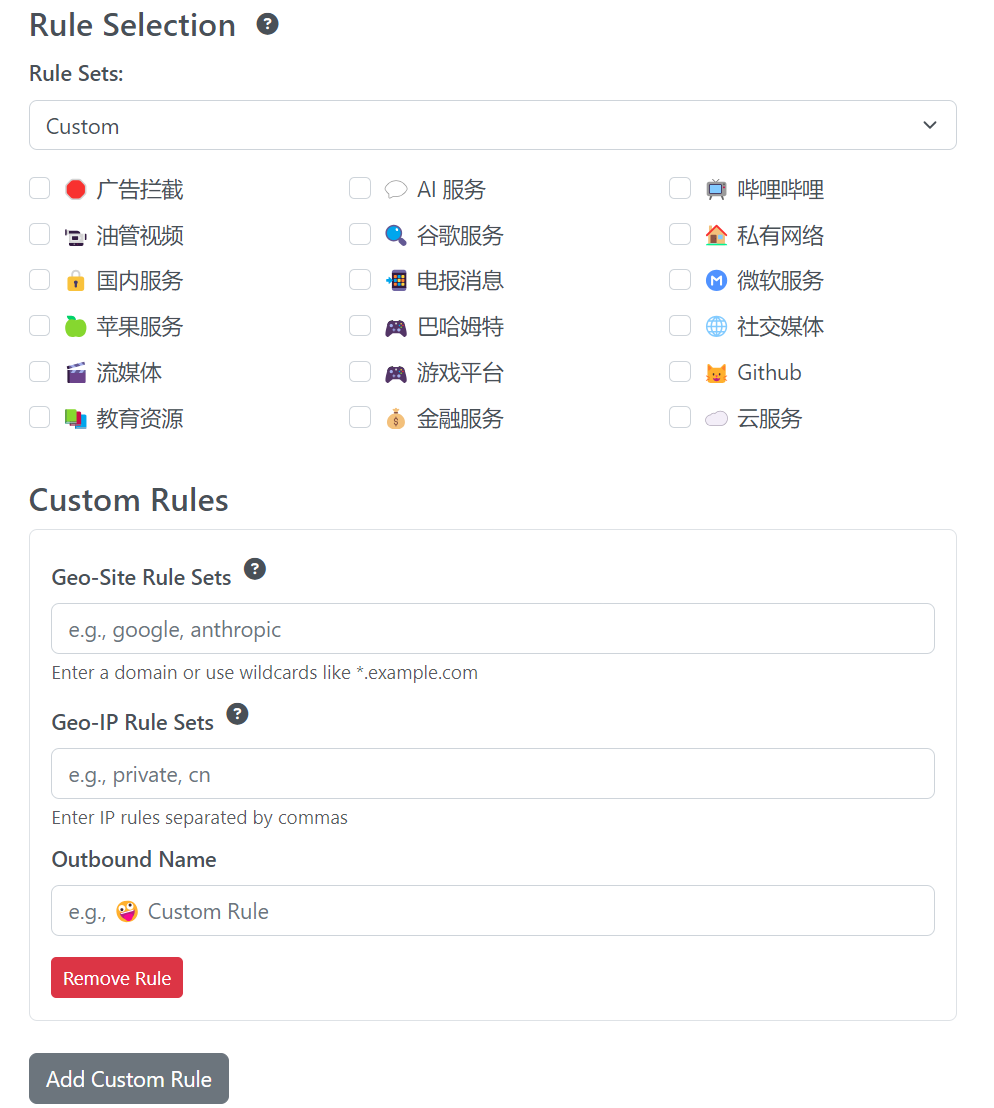 Rule Selection ?
Rule Sets:
Custom
广告拦截
AI 服务
哔哩哔哩
油管视频
谷歌服务
私有网络
国内服务
电报消息
微软服务
苹果服务
巴哈姆特
社交媒体
流媒体
游戏平台
Github
教育资源
金融服务
云服务
Custom Rules
Geo-Site Rule Sets ?
e.g., google, anthropic
Enter a domain or use wildcards like *.example.com
Geo-IP Rule Sets ?
e.g., private, cn
Enter IP rules separated by commas
Outbound Name
e.g., 🤪 Custom Rule
Remove Rule
Add Custom Rule